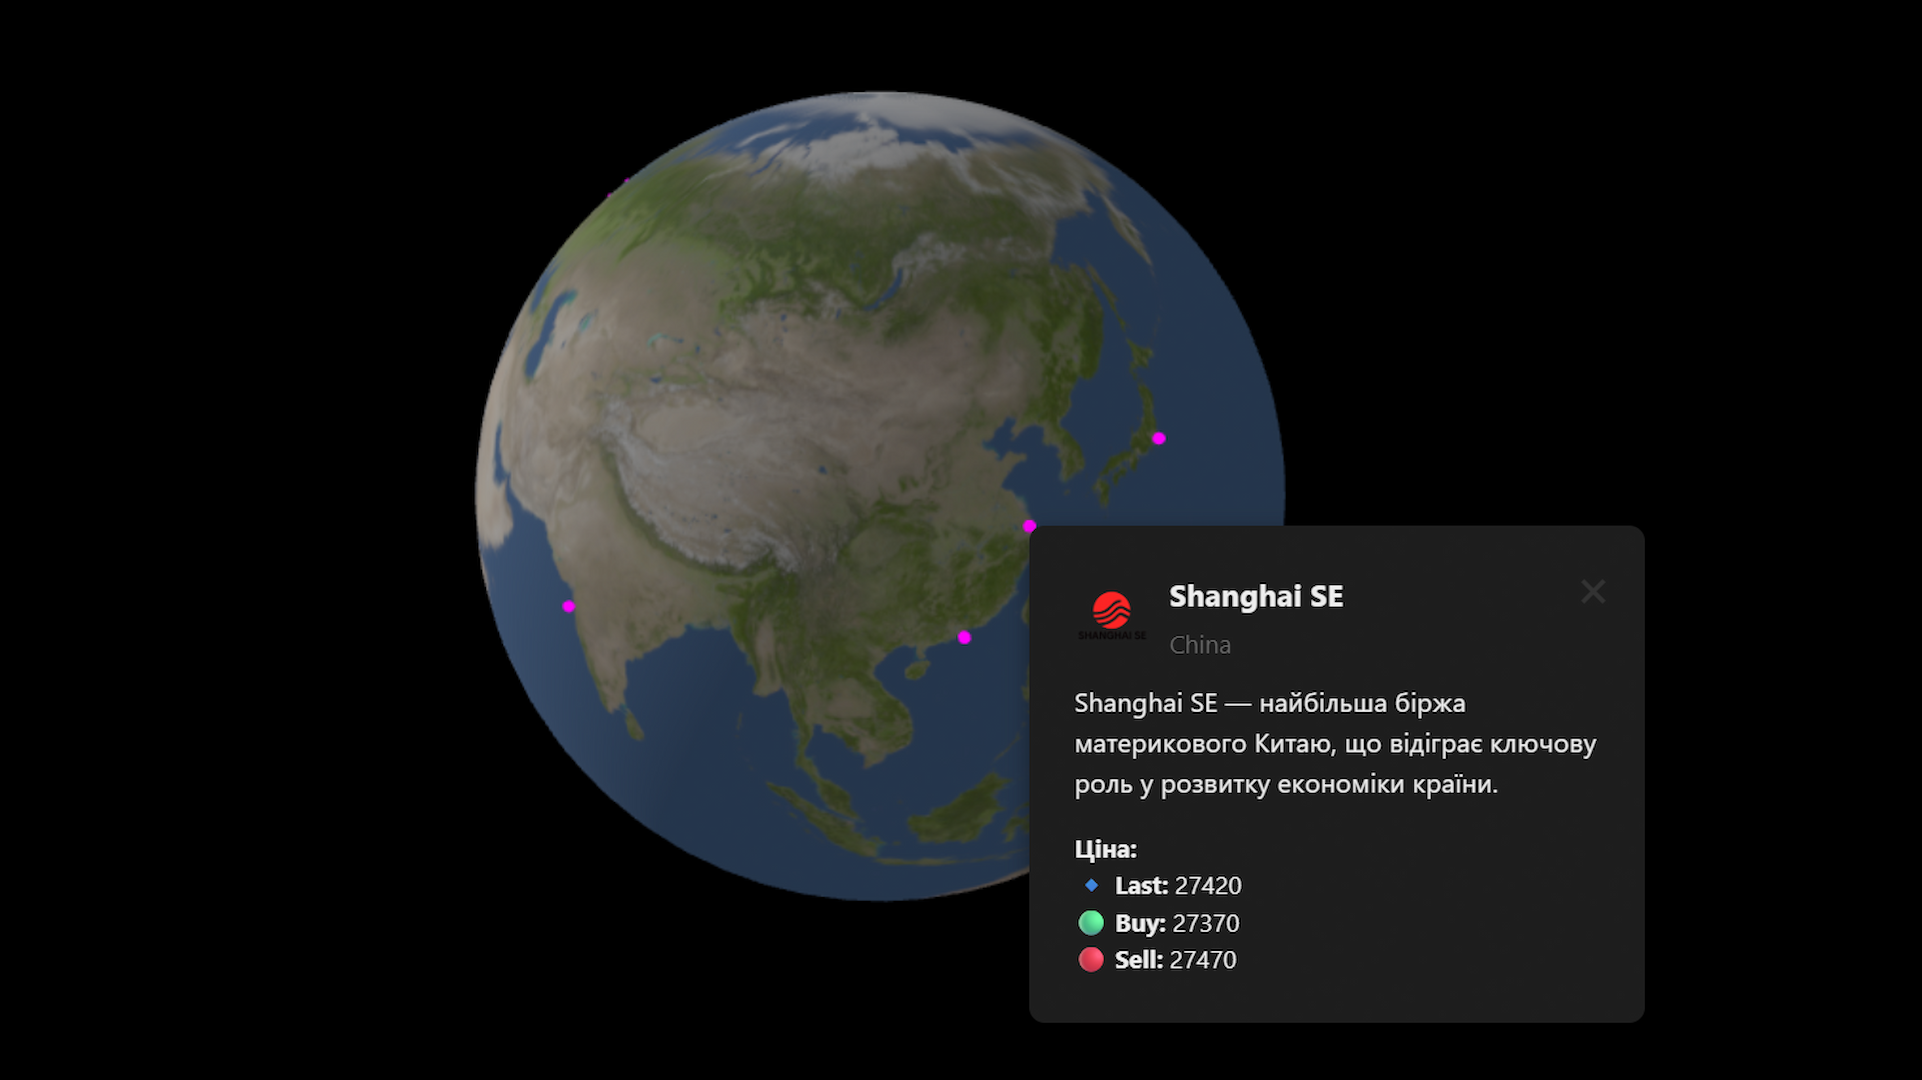 Shanghai SE
SHANGHAI SE
China
Shanghai SE — найбільша біржа
материкового Китаю, що відіграє ключову
роль у розвитку економіки країни.
Ціна:
Last: 27420
Buy: 27370
Sell: 27470